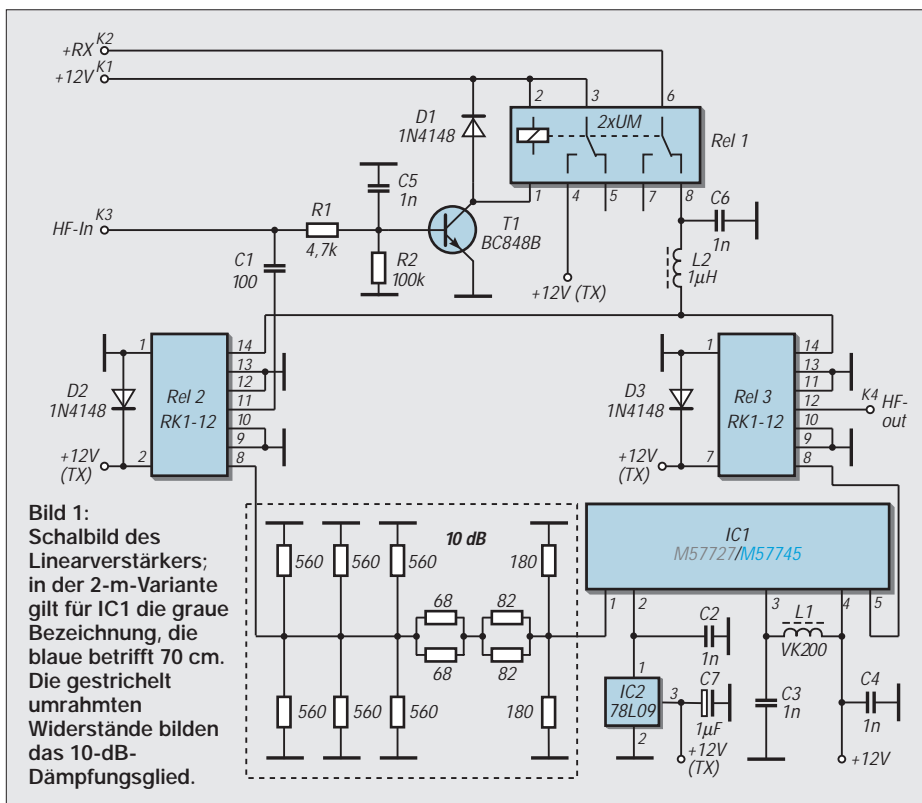 +RX K2
+12V K1
D1
1N4148
2 3 6
2xUM
Rel 1
1 4 5 7 8
C5
1n
HF-In K3
R1
4,7k
T1
BC848B
C6
1n
C1
100
R2
100k
+12V (TX)
L2
1µH
1 14
13
12
11
10
9
2 8
D2
1N4148
Rel 2
RK1-12
+12V
(TX)
1 14
13
11
12
10
9
7 8
D3
1N4148
Rel 3
RK1-12
K4 HF-
out
+12V
(TX)
Bild 1:
Schalbild des
Linearverstärkers;
in der 2-m-Variante
gilt für IC1 die graue
Bezeichnung, die
blaue betrifft 70 cm.
Die gestrichelt
umrahmten
Widerstände bilden
das 10-dB-
Dämpfungsglied.
10 dB
560 560 560 180
68 82
68 82
560 560 560 180
IC1
M57727/M57745
1 2 3 4 5
L1
VK200
C2
1n
1
IC2
78L09
3
2
C7
1µF
+12V
(TX)
C3
1n
C4
1n
+12V